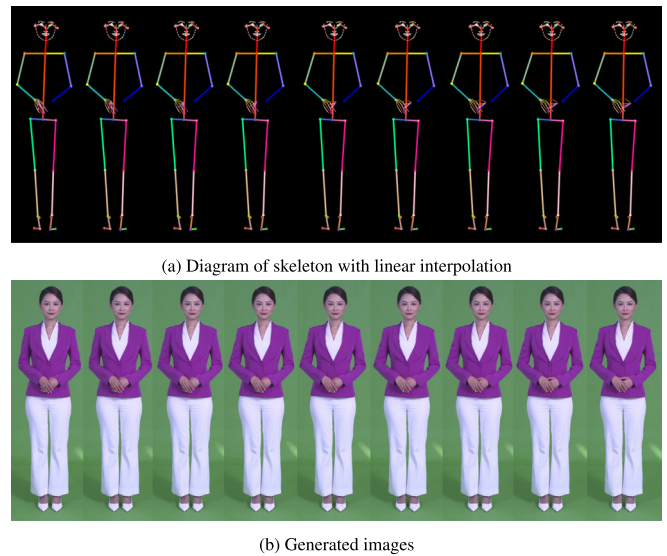 (a) Diagram of skeleton with linear interpolation
(b) Generated images